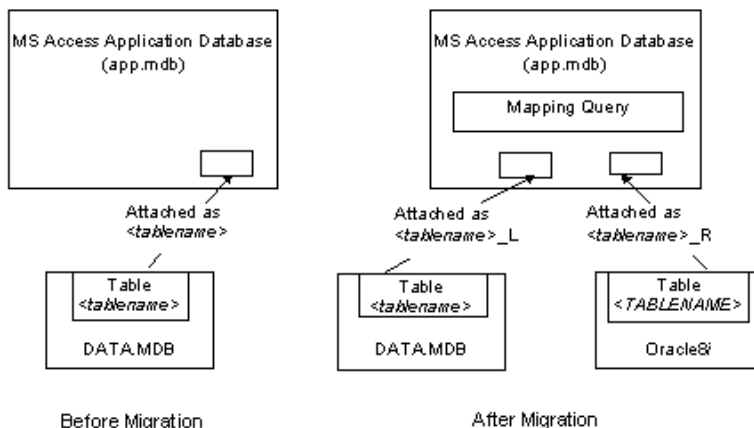 MS Access Application Database
(app.mdb)
Attached as
<tablename>
Table
<tablename>
DATA.MDB
Before Migration
MS Access Application Database
(app.mdb)
Mapping Query
Attached as
<tablename>_L
Attached as
<tablename>_R
Table
<tablename>
DATA.MDB
Table
<TABLENAME>
Oracle8i
After Migration